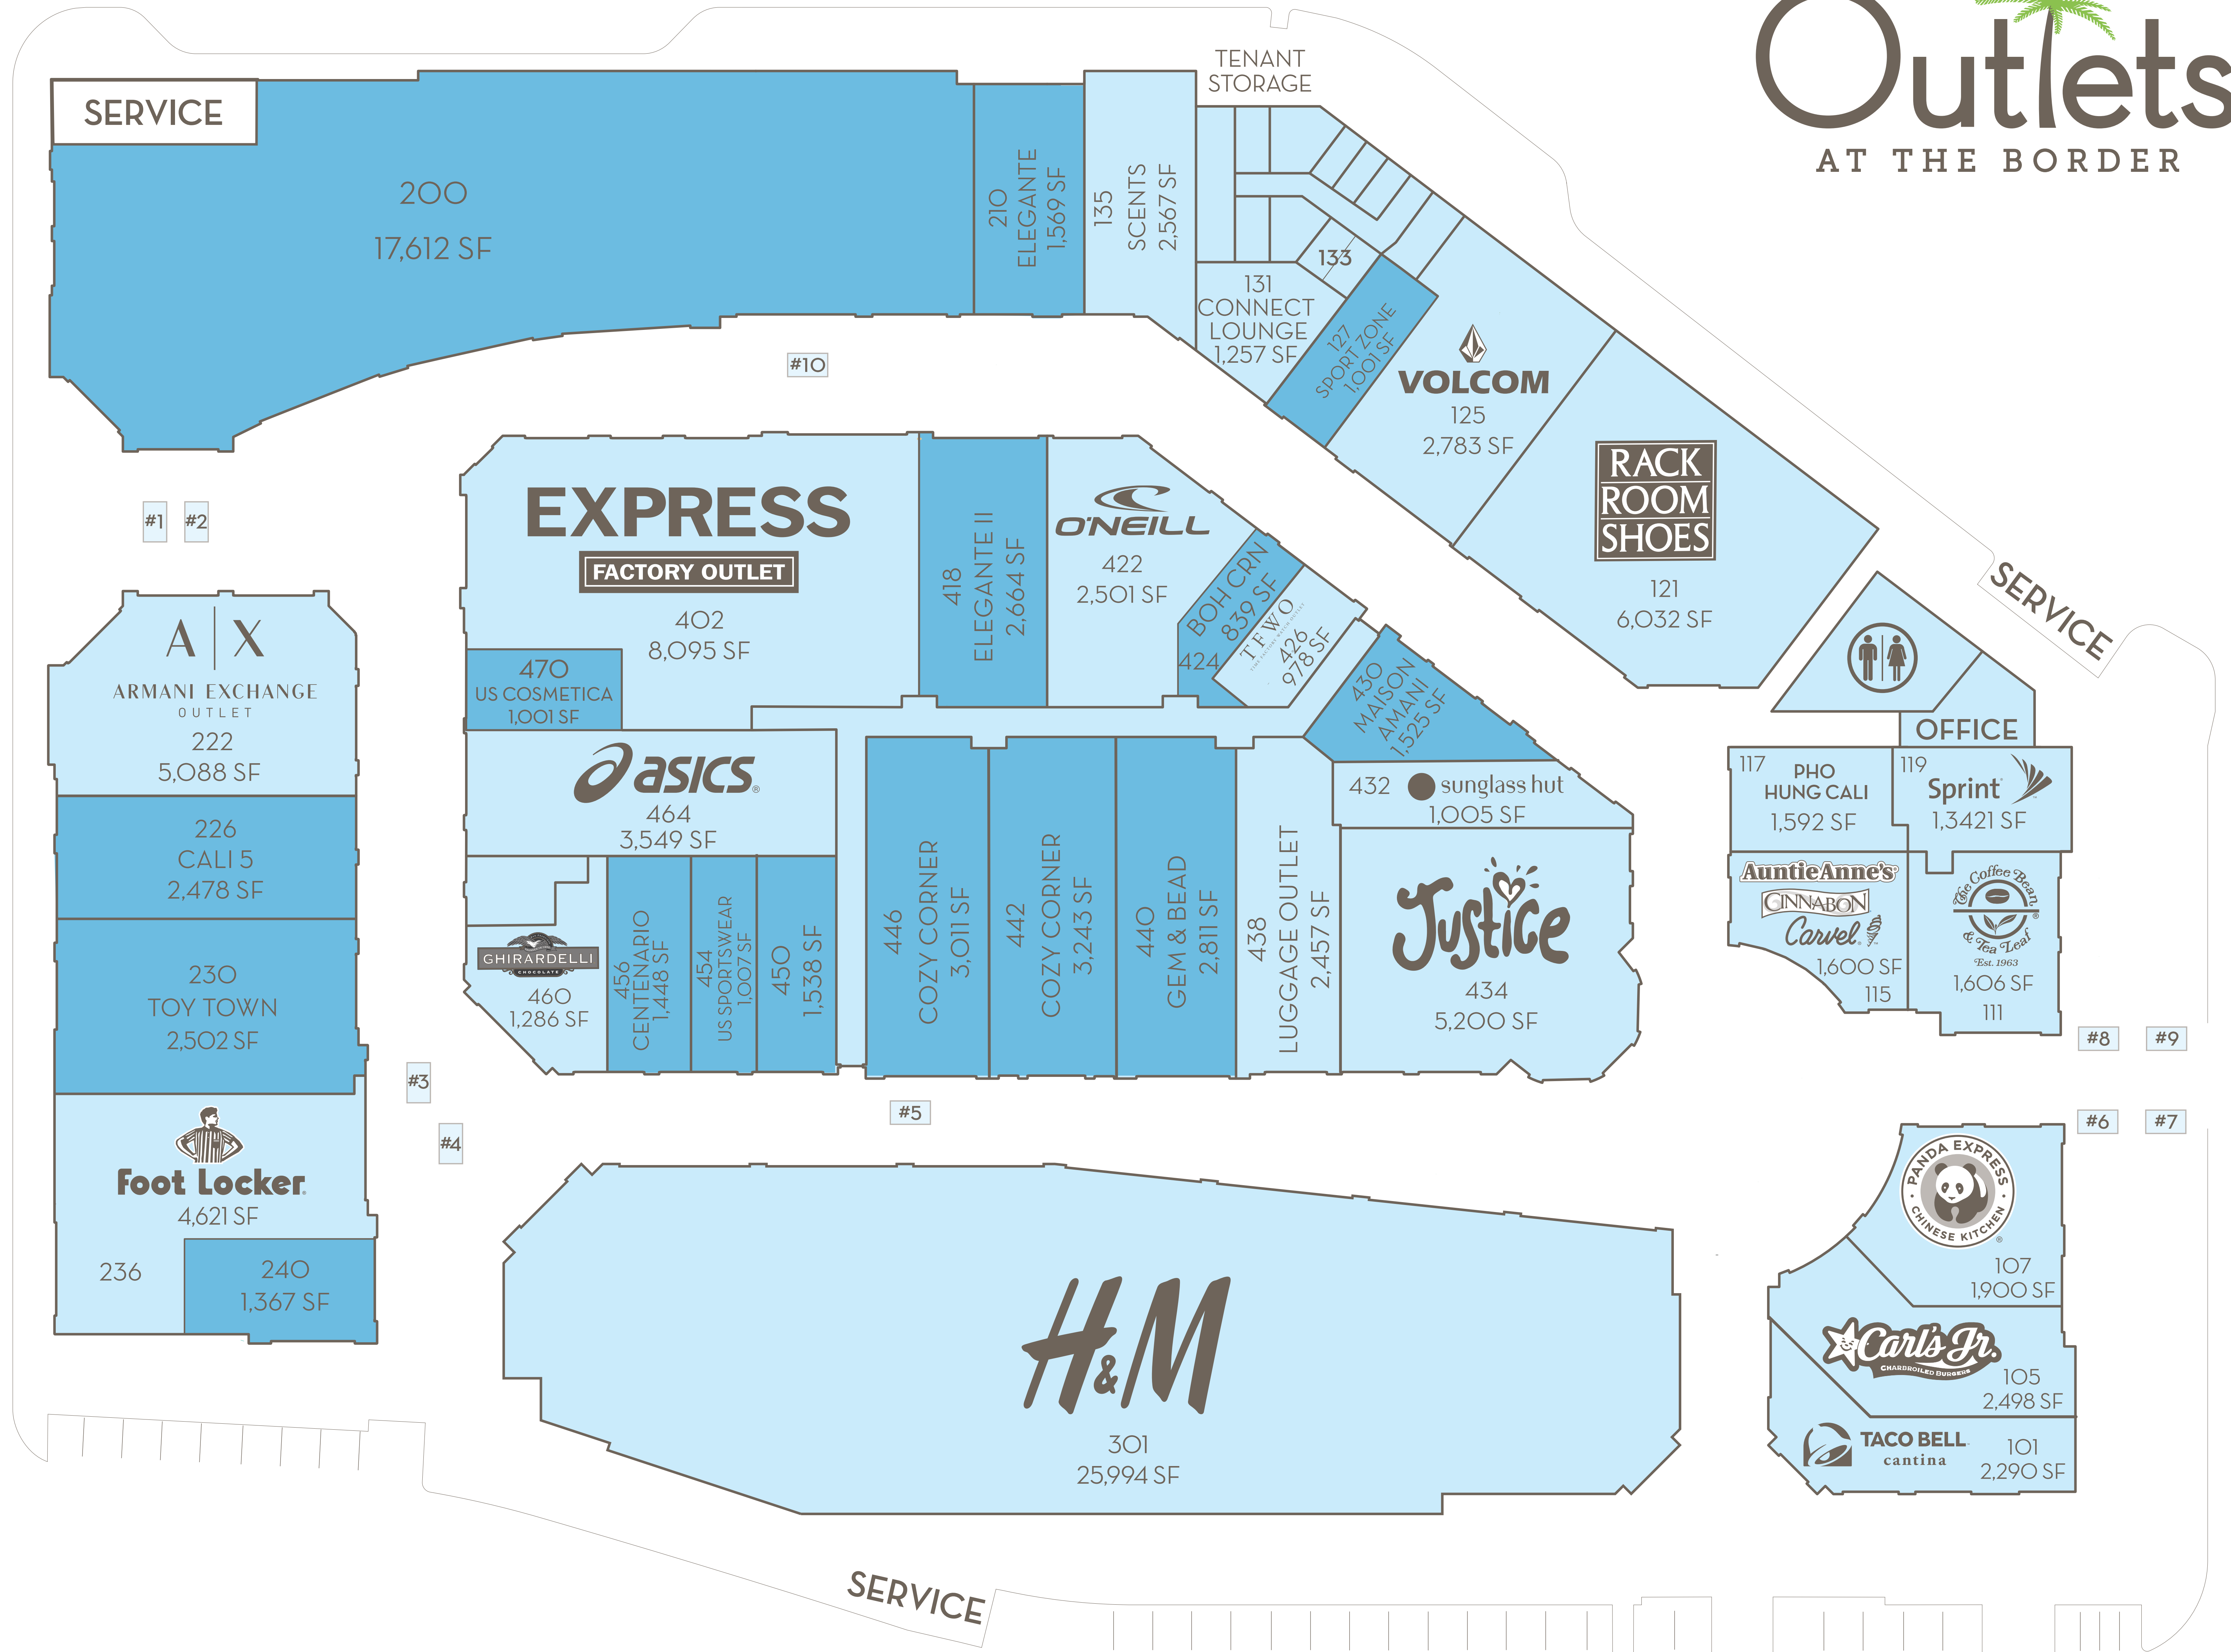 Outlets
AT THE BORDER
TENANT
STORAGE
SERVICE
200
17,612 SF
210
ELEGANTE
1,569 SF
135
SCENTS
2,567 SF
133
131
CONNECT
LOUNGE
1,257 SF
127
SPORT ZONE
1,001 SF
VOLCOM
125
2,783 SF
RACK
ROOM
SHOES
121
6,032 SF
SERVICE
#10
#1
#2
EXPRESS
FACTORY OUTLET
402
8,095 SF
418
ELEGANTE II
2,664 SF
O'NEILL
422
2,501 SF
BOH CRN
839 SF
424
TFWO
426
978 SF
430
MAISON
AMANI
1,525 SF
470
US COSMETICA
1,001 SF
A|X
ARMANI EXCHANGE
OUTLET
222
5,088 SF
226
CALI 5
2,478 SF
230
TOY TOWN
2,502 SF
Foot Locker
4,621 SF
236
240
1,367 SF
#3
#4
asics®
464
3,549 SF
GHIRARDELLI
CHOCOLATE
460
1,286 SF
456
CENTENARIO
1,448 SF
454
US SPORTSWEAR
1,007 SF
450
1,538 SF
446
COZY CORNER
3,011 SF
442
COZY CORNER
3,243 SF
440
GEM & BEAD
2,811 SF
438
LUGGAGE OUTLET
2,457 SF
432 sunglass hut
1,005 SF
Justice
434
5,200 SF
OFFICE
117
PHO
HUNG CALI
1,592 SF
119
Sprint
1,3421 SF
Auntie Anne's®
CINNABON
Carvel
1,600 SF
115
The Coffee Bean
& Tea Leaf
®
Est. 1963
1,606 SF
111
#8
#9
#5
#6
#7
H&M
301
25,994 SF
PANDA EXPRESS
CHINESE KITCHEN
®
107
1,900 SF
Carl's Jr.
CHARBROILED BURGERS
105
2,498 SF
TACO BELL
cantina
101
2,290 SF
SERVICE